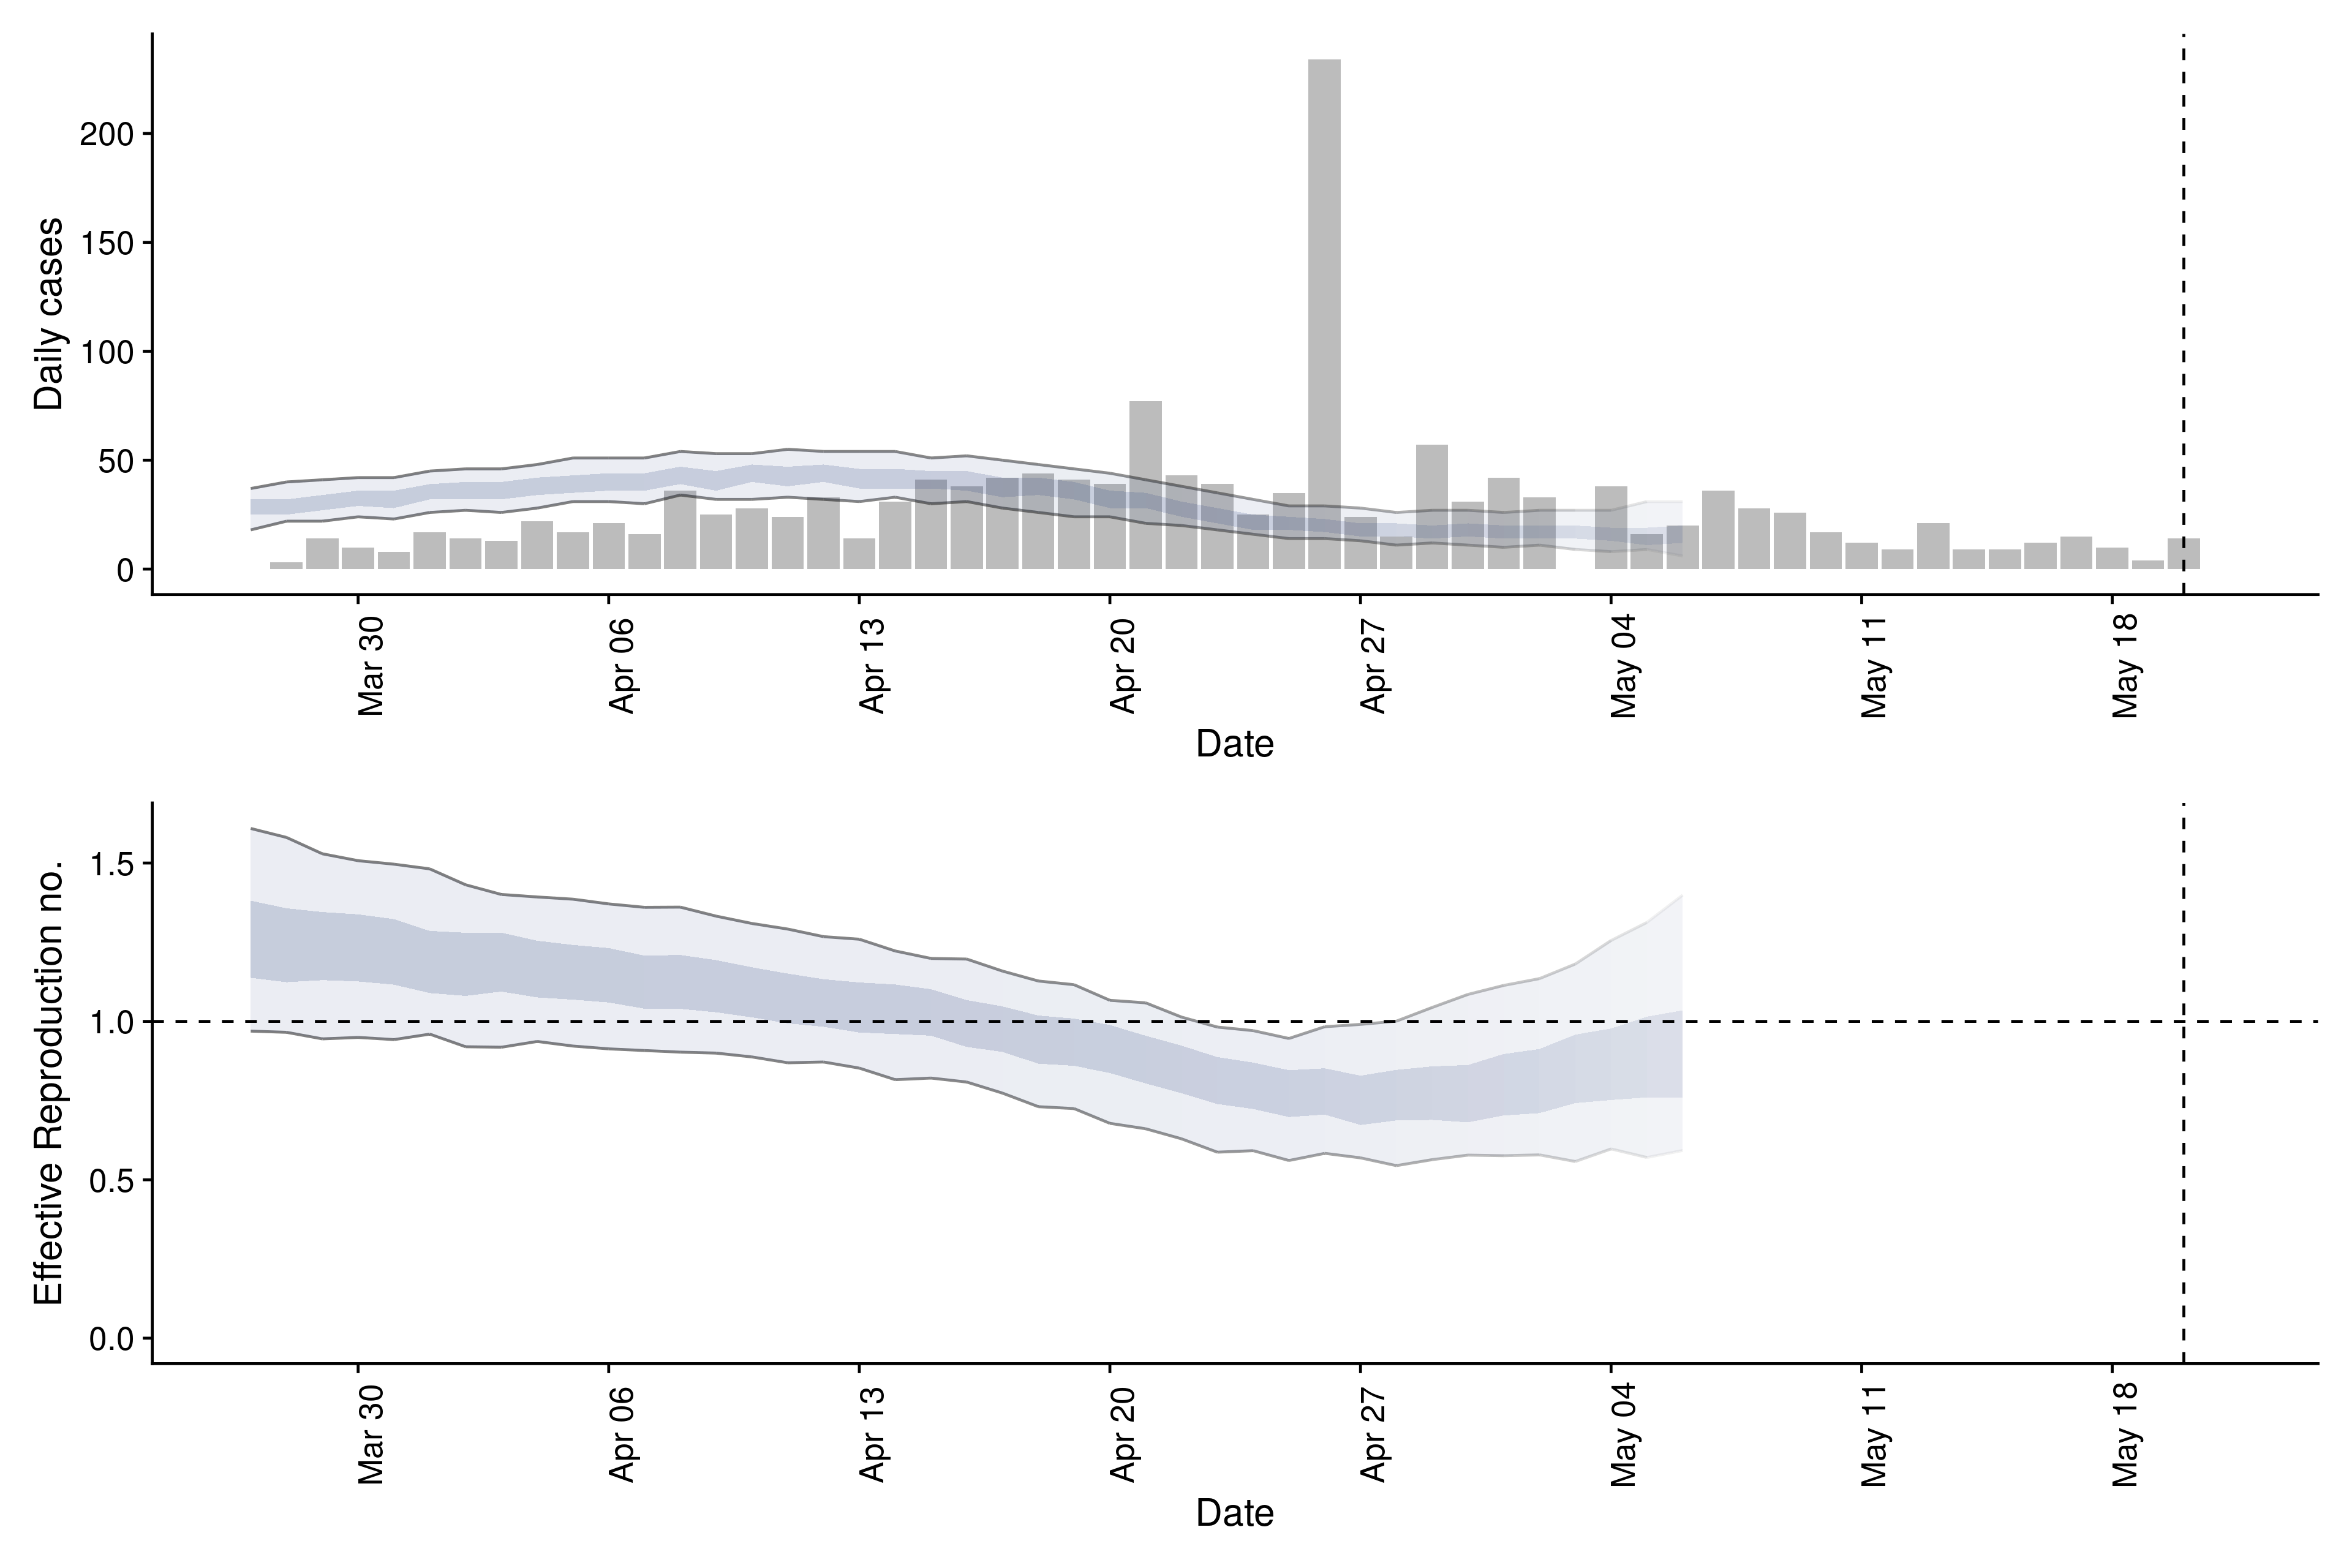 Daily cases
200
150
100
50
0
Mar 30
Apr 06
Apr 13
Apr 20
Apr 27
May 04
May 11
May 18
Date
Effective Reproduction no.
1.5
1.0
0.5
0.0
Mar 30
Apr 06
Apr 13
Apr 20
Apr 27
May 04
May 11
May 18
Date